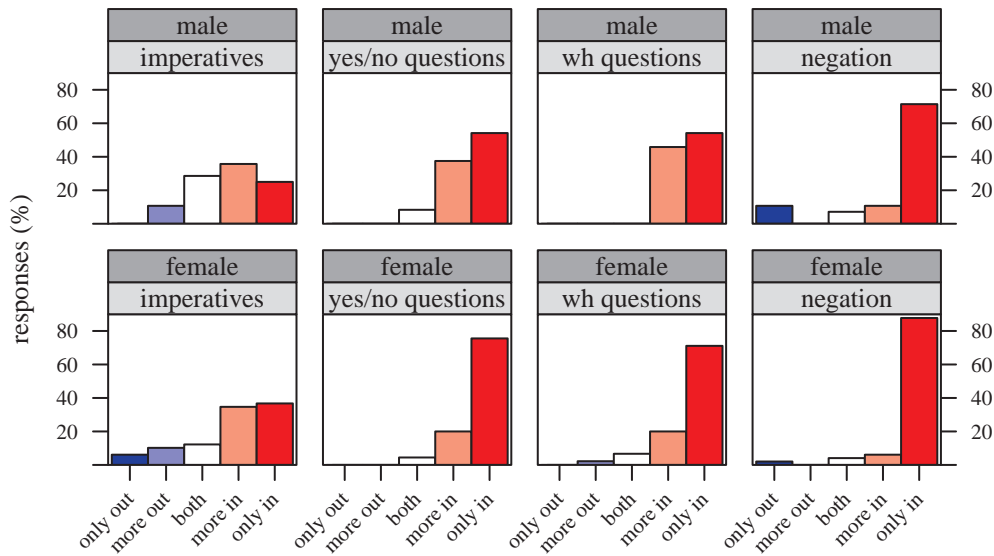 male male male male
imperatives yes/no questions wh questions negation
80 80
60 60
40 40
20 20
responses (%)
female female female female
imperatives yes/no questions wh questions negation
80 80
60 60
40 40
20 20
only out more out both more in only in only out more out both more in only in only out more out both more in only in only out more out both more in only in